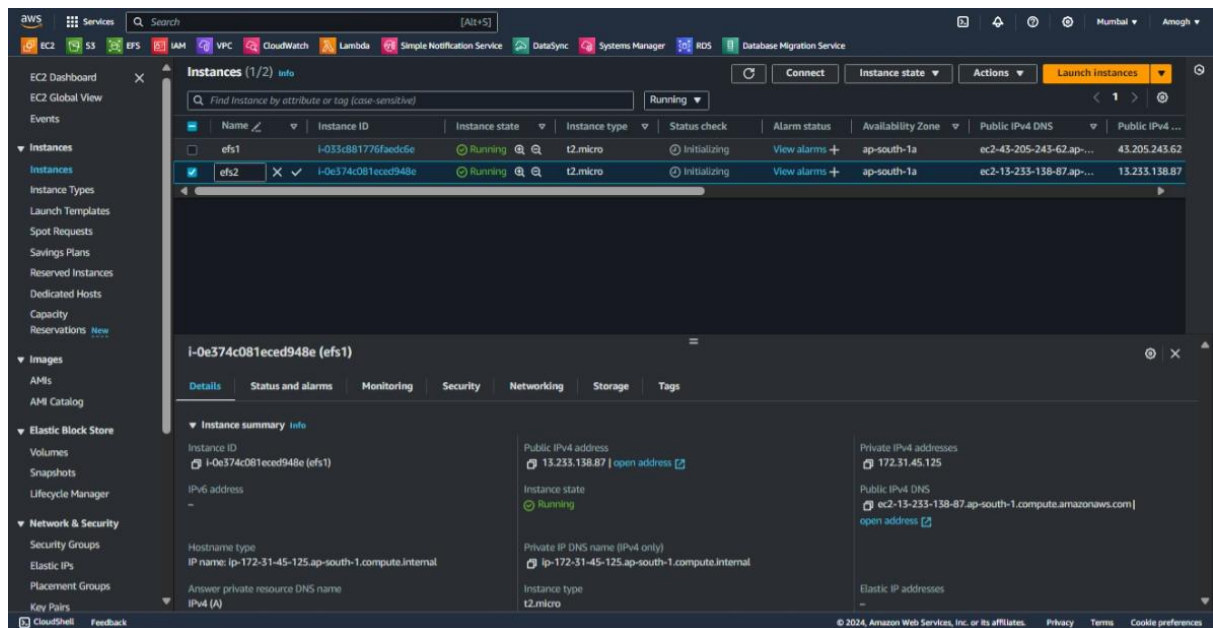 aws Services Search [Alt+S] Mumbai Amogh
EC2 S3 EFS IAM VPC CloudWatch Lambda Simple Notification Service DataSync Systems Manager RDS Database Migration Service
EC2 Dashboard
EC2 Global View
Events
Instances
Instances
Instance Types
Launch Templates
Spot Requests
Savings Plans
Reserved Instances
Dedicated Hosts
Capacity
Reservations New
Images
AMIs
AMI Catalog
Elastic Block Store
Volumes
Snapshots
Lifecycle Manager
Network & Security
Security Groups
Elastic IPs
Placement Groups
Key Pairs
Instances (1/2) Info Connect Instance state Actions Launch instances
Find Instance by attribute or tag (case-sensitive) Running 1
Name Instance ID Instance state Instance type Status check Alarm status Availability Zone Public IPv4 DNS Public IPv4 ...
efs1 i-033c881776faedc6e Running t2.micro Initializing View alarms + ap-south-1a ec2-43-205-243-62.ap-... 43.205.243.62
efs2 i-0e374c081eced948e Running t2.micro Initializing View alarms + ap-south-1a ec2-13-233-138-87.ap-... 13.233.138.87
i-0e374c081eced948e (efs1)
Details Status and alarms Monitoring Security Networking Storage Tags
Instance summary Info
Instance ID Public IPv4 address Private IPv4 addresses
i-0e374c081eced948e (efs1) 13.233.138.87 | open address 172.31.45.125
IPv6 address Instance state Public IPv4 DNS
– Running ec2-13-233-138-87.ap-south-1.compute.amazonaws.com |
open address
Hostname type Private IP DNS name (IPv4 only)
IP name: ip-172-31-45-125.ap-south-1.compute.internal ip-172-31-45-125.ap-south-1.compute.internal
Answer private resource DNS name Instance type Elastic IP addresses
IPv4 (A) t2.micro –
CloudShell Feedback © 2024, Amazon Web Services, Inc. or its affiliates. Privacy Terms Cookie preferences